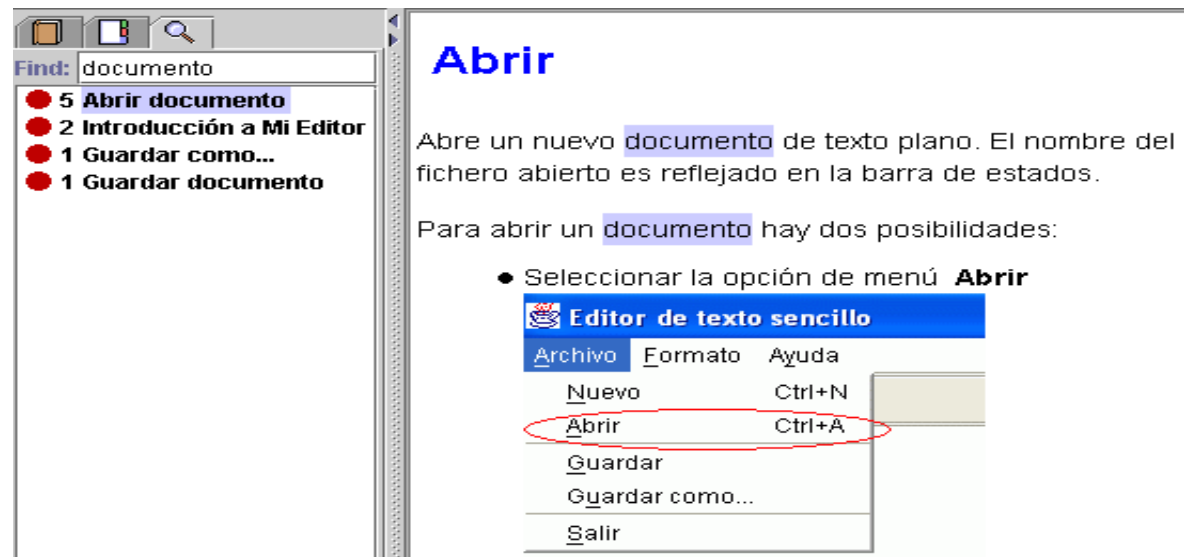 Find: documento
5 Abrir documento
2 Introducción a Mi Editor
1 Guardar como...
1 Guardar documento
Abrir
Abre un nuevo documento de texto plano. El nombre del
fichero abierto es reflejado en la barra de estados.
Para abrir un documento hay dos posibilidades:
Seleccionar la opción de menú Abrir
Editor de texto sencillo
Archivo Formato Ayuda
Nuevo Ctrl+N
Abrir Ctrl+A
Guardar
Guardar como...
Salir